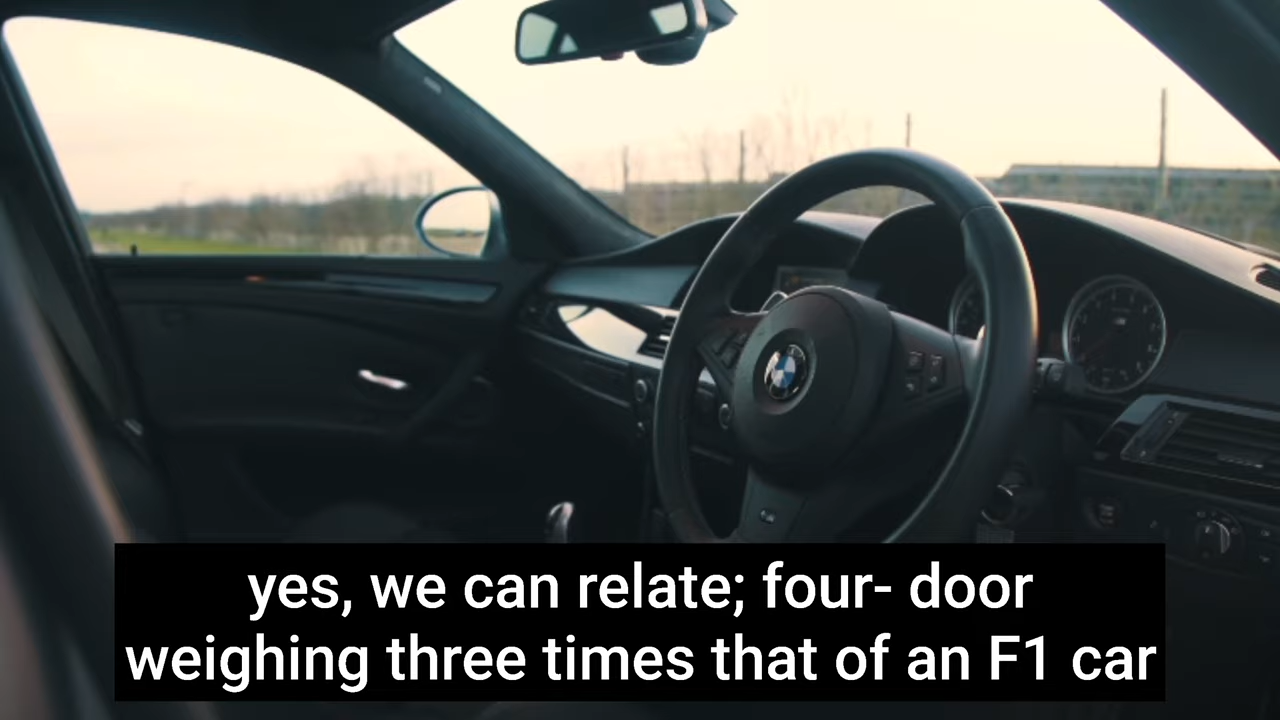 yes, we can relate; four- door
weighing three times that of an F1 car